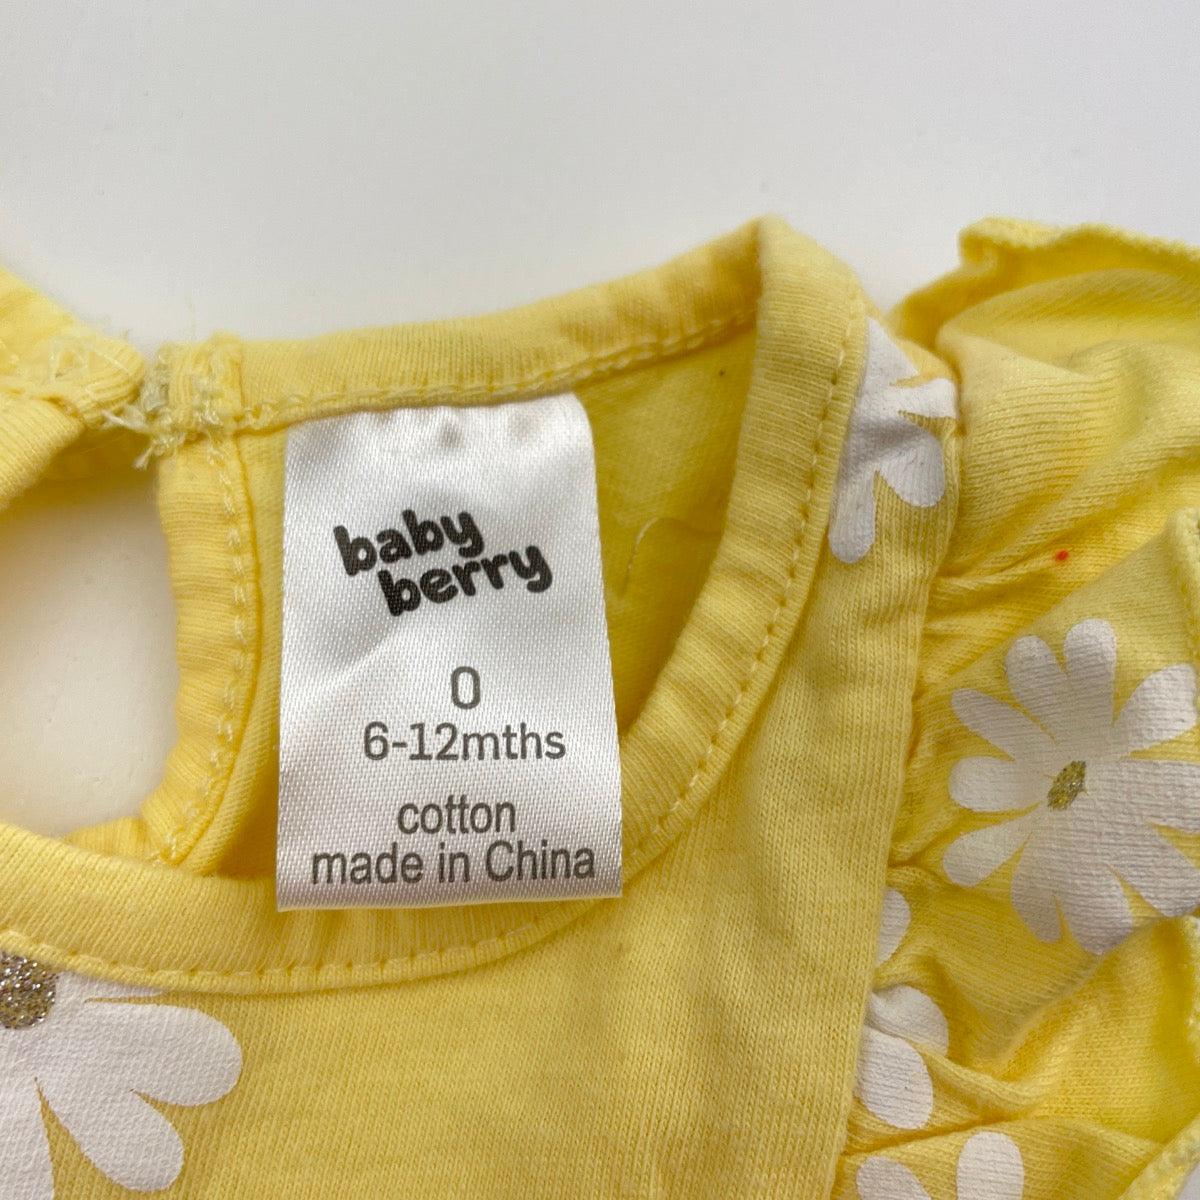 baby
berry
0
6-12mths
cotton
made in China